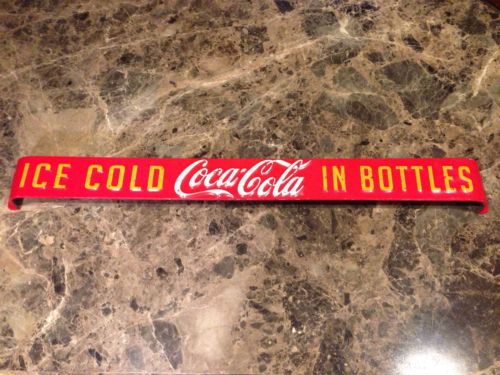 ICE COLD Coca-Cola IN BOTTLES